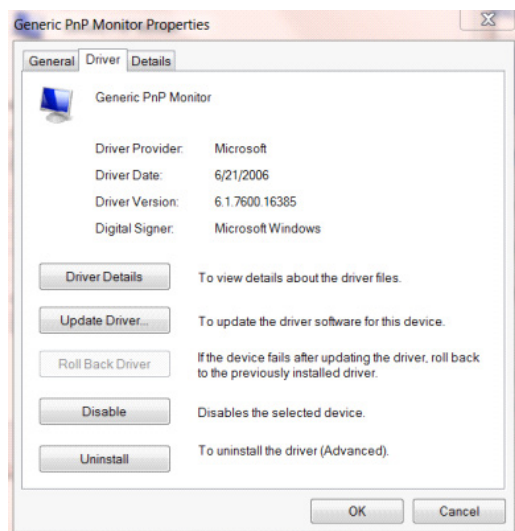 Generic PnP Monitor Properties
General Driver Details
Generic PnP Monitor
Driver Provider: Microsoft
Driver Date: 6/21/2006
Driver Version: 6.1.7600.16385
Digital Signer: Microsoft Windows
Driver Details To view details about the driver files.
Update Driver... To update the driver software for this device.
Roll Back Driver If the device fails after updating the driver, roll back
to the previously installed driver.
Disable Disables the selected device.
Uninstall To uninstall the driver (Advanced).
OK Cancel